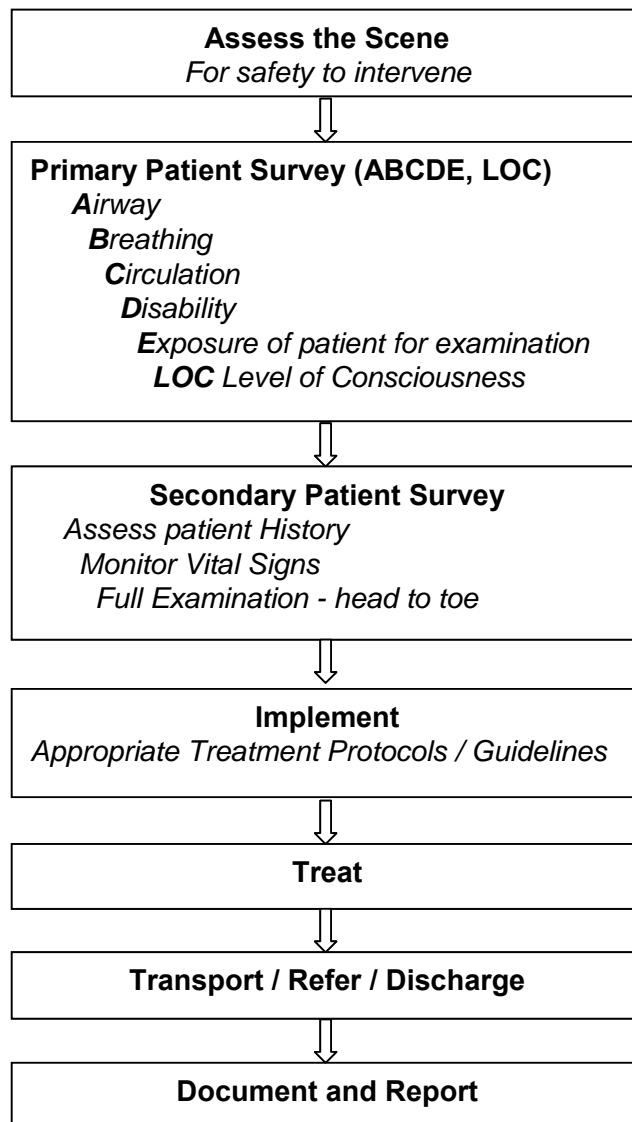 Assess the Scene
For safety to intervene
Primary Patient Survey (ABCDE, LOC)
Airway
Breathing
Circulation
Disability
Exposure of patient for examination
LOC Level of Consciousness
Secondary Patient Survey
Assess patient History
Monitor Vital Signs
Full Examination - head to toe
Implement
Appropriate Treatment Protocols / Guidelines
Treat
Transport / Refer / Discharge
Document and Report